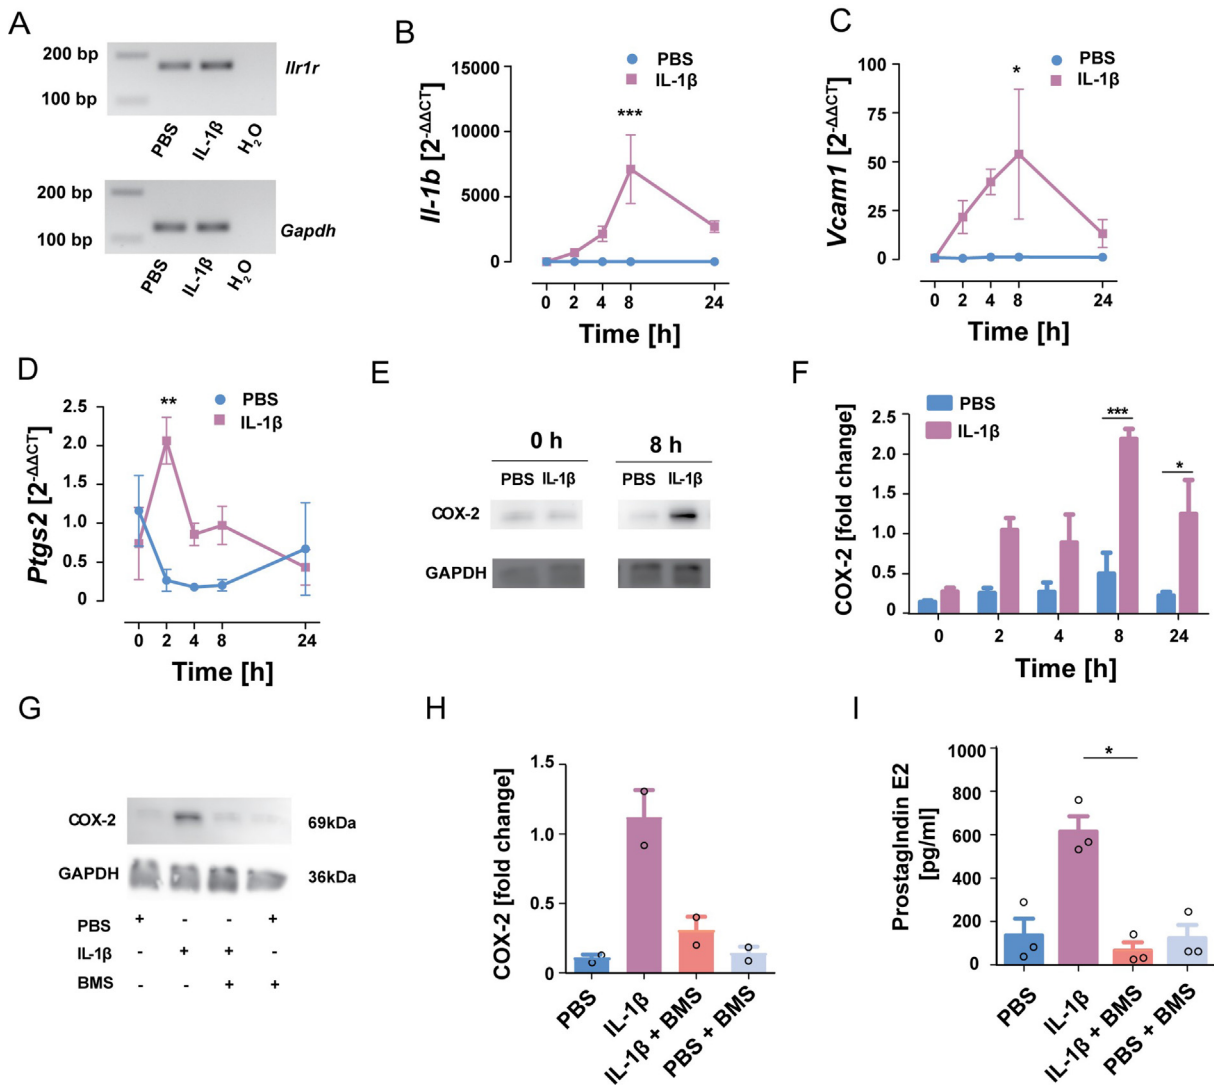 A
200 bp
Ilr1r
100 bp
PBS
IL-1β
H2O
200 bp
Gapdh
100 bp
PBS
IL-1β
H2O
B
PBS
IL-1β
15000
10000
5000
0
***
Il-1b [2-ΔΔCT]
0 2 4 8 24
Time [h]
C
PBS
IL-1β
100
75
50
25
0
*
Vcam1 [2-ΔΔCT]
0 2 4 8 24
Time [h]
D
PBS
IL-1β
2.5
2.0
1.5
1.0
0.5
0
**
Ptgs2 [2-ΔΔCT]
0 2 4 8 24
Time [h]
E
0 h 8 h
PBS IL-1β PBS IL-1β
COX-2
GAPDH
F
PBS
IL-1β
2.5
2.0
1.5
1.0
0.5
0
***
*
COX-2 [fold change]
0 2 4 8 24
Time [h]
G
COX-2 69kDa
GAPDH 36kDa
PBS + - - +
IL-1β - + + -
BMS - - + +
H
1.5
1.0
0.5
0
COX-2 [fold change]
PBS
IL-1β
IL-1β + BMS
PBS + BMS
I
1000
800
600
400
200
0
*
Prostaglndin E2
[pg/ml]
PBS
IL-1β
IL-1β + BMS
PBS + BMS